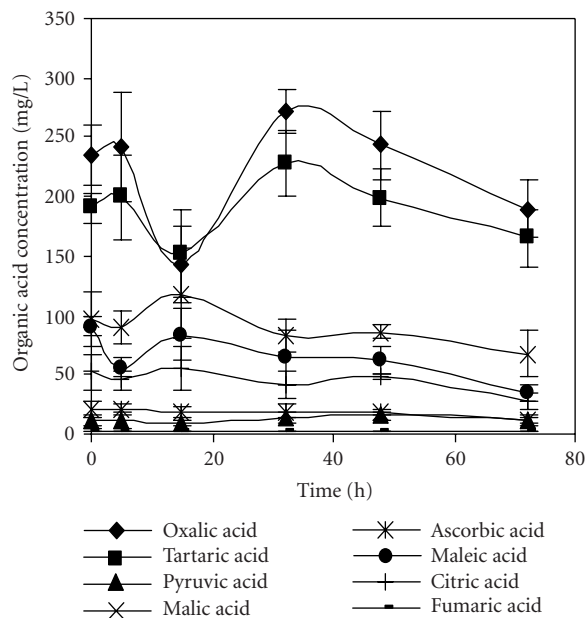 350
300
250
200
150
100
50
0
Organic acid concentration (mg/L)
0 20 40 60 80
Time (h)
Oxalic acid
Tartaric acid
Pyruvic acid
Malic acid
Ascorbic acid
Maleic acid
Citric acid
Fumaric acid